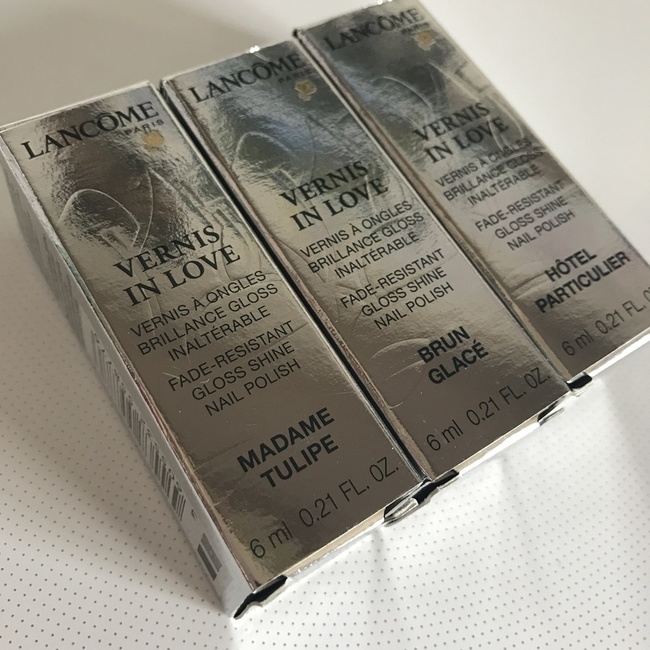 LANCÔME
PARIS
VERNIS
IN LOVE
VERNIS À ONGLES
BRILLANCE GLOSS
INALTÉRABLE
FADE-RESISTANT
GLOSS SHINE
NAIL POLISH
MADAME
TULIPE
6 ml 0.21 FL. OZ.
LANCÔME
PARIS
VERNIS
IN LOVE
VERNIS À ONGLES
BRILLANCE GLOSS
INALTÉRABLE
FADE-RESISTANT
GLOSS SHINE
NAIL POLISH
BRUN
GLACÉ
6 ml 0.21 FL. OZ.
LANCÔME
PARIS
VERNIS
IN LOVE
VERNIS À ONGLES
BRILLANCE GLOSS
INALTÉRABLE
FADE-RESISTANT
GLOSS SHINE
NAIL POLISH
HÔTEL
PARTICULIER
6 ml 0.21 FL. OZ